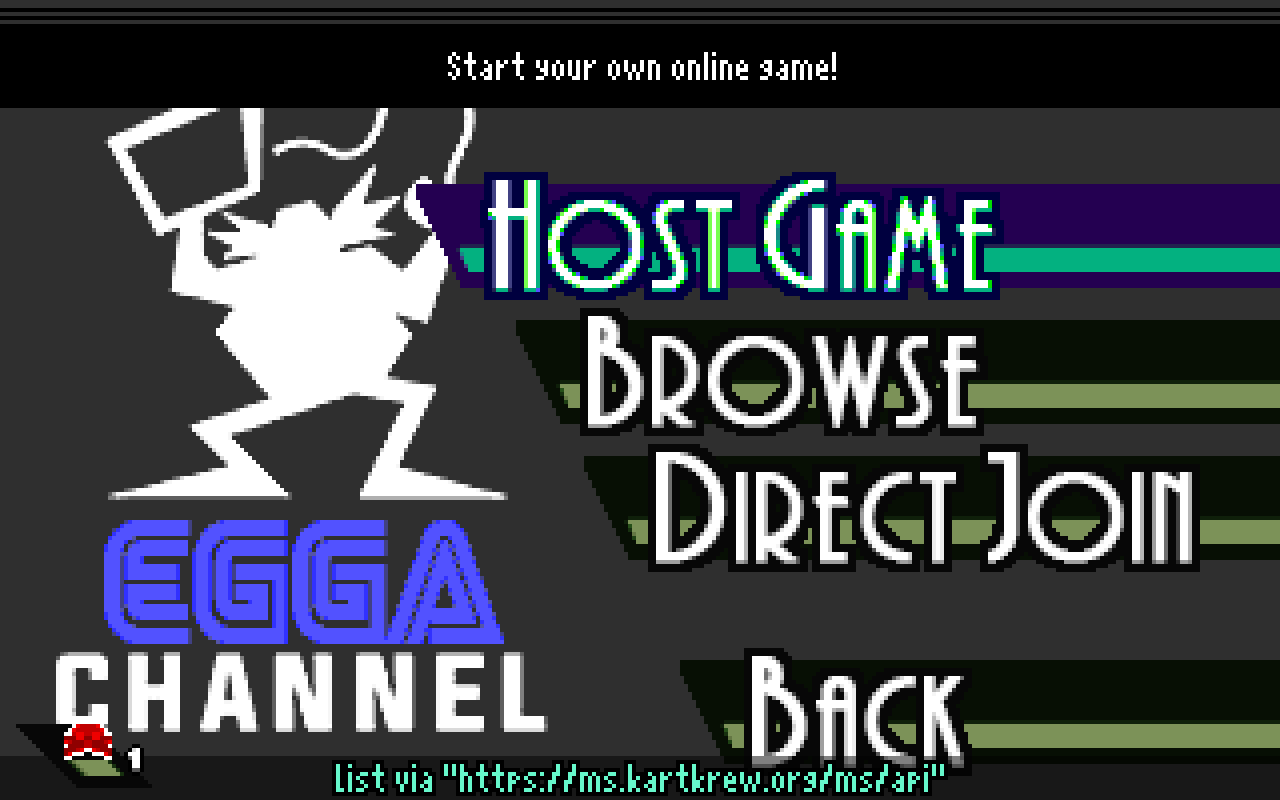 Start your own online game!
HOST GAME
BROWSE
DIRECT JOIN
EGGA
CHANNEL
BACK
1
List via "https://ms.kartkrew.org/ms/api"